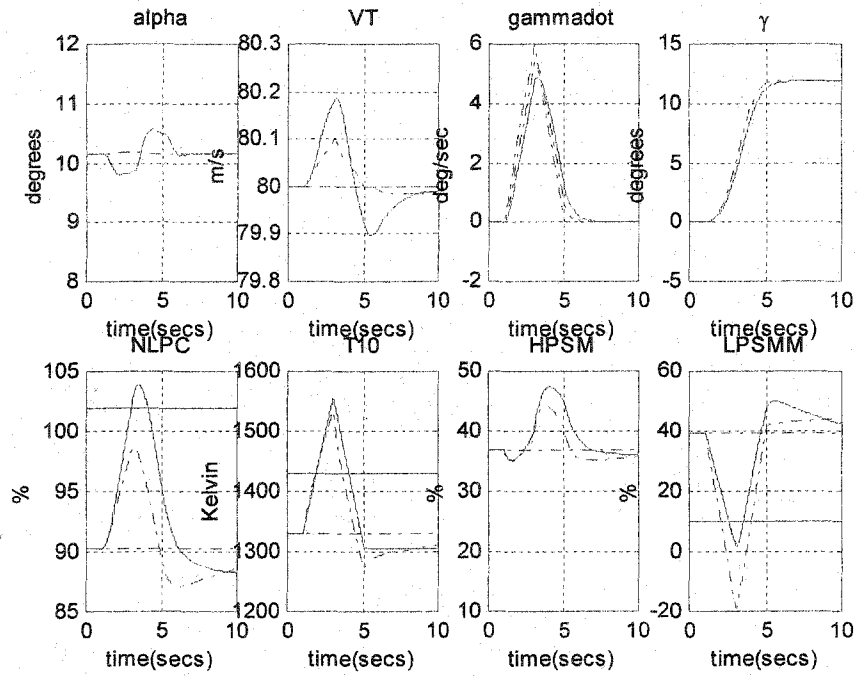 alpha
12
11
10
9
8
degrees
0 5 10
time(secs)
VT
80.3
80.2
80.1
80
79.9
79.8
m/s
0 5 10
time(secs)
gammadot
6
4
2
0
-2
deg/sec
0 5 10
time(secs)
γ
15
10
5
0
-5
degrees
0 5 10
time(secs)
NLPC
105
100
95
90
85
%
0 5 10
time(secs)
T10
1600
1500
1400
1300
1200
Kelvin
0 5 10
time(secs)
HPSM
50
40
30
20
10
%
0 5 10
time(secs)
LPSMM
60
40
20
0
-20
%
0 5 10
time(secs)